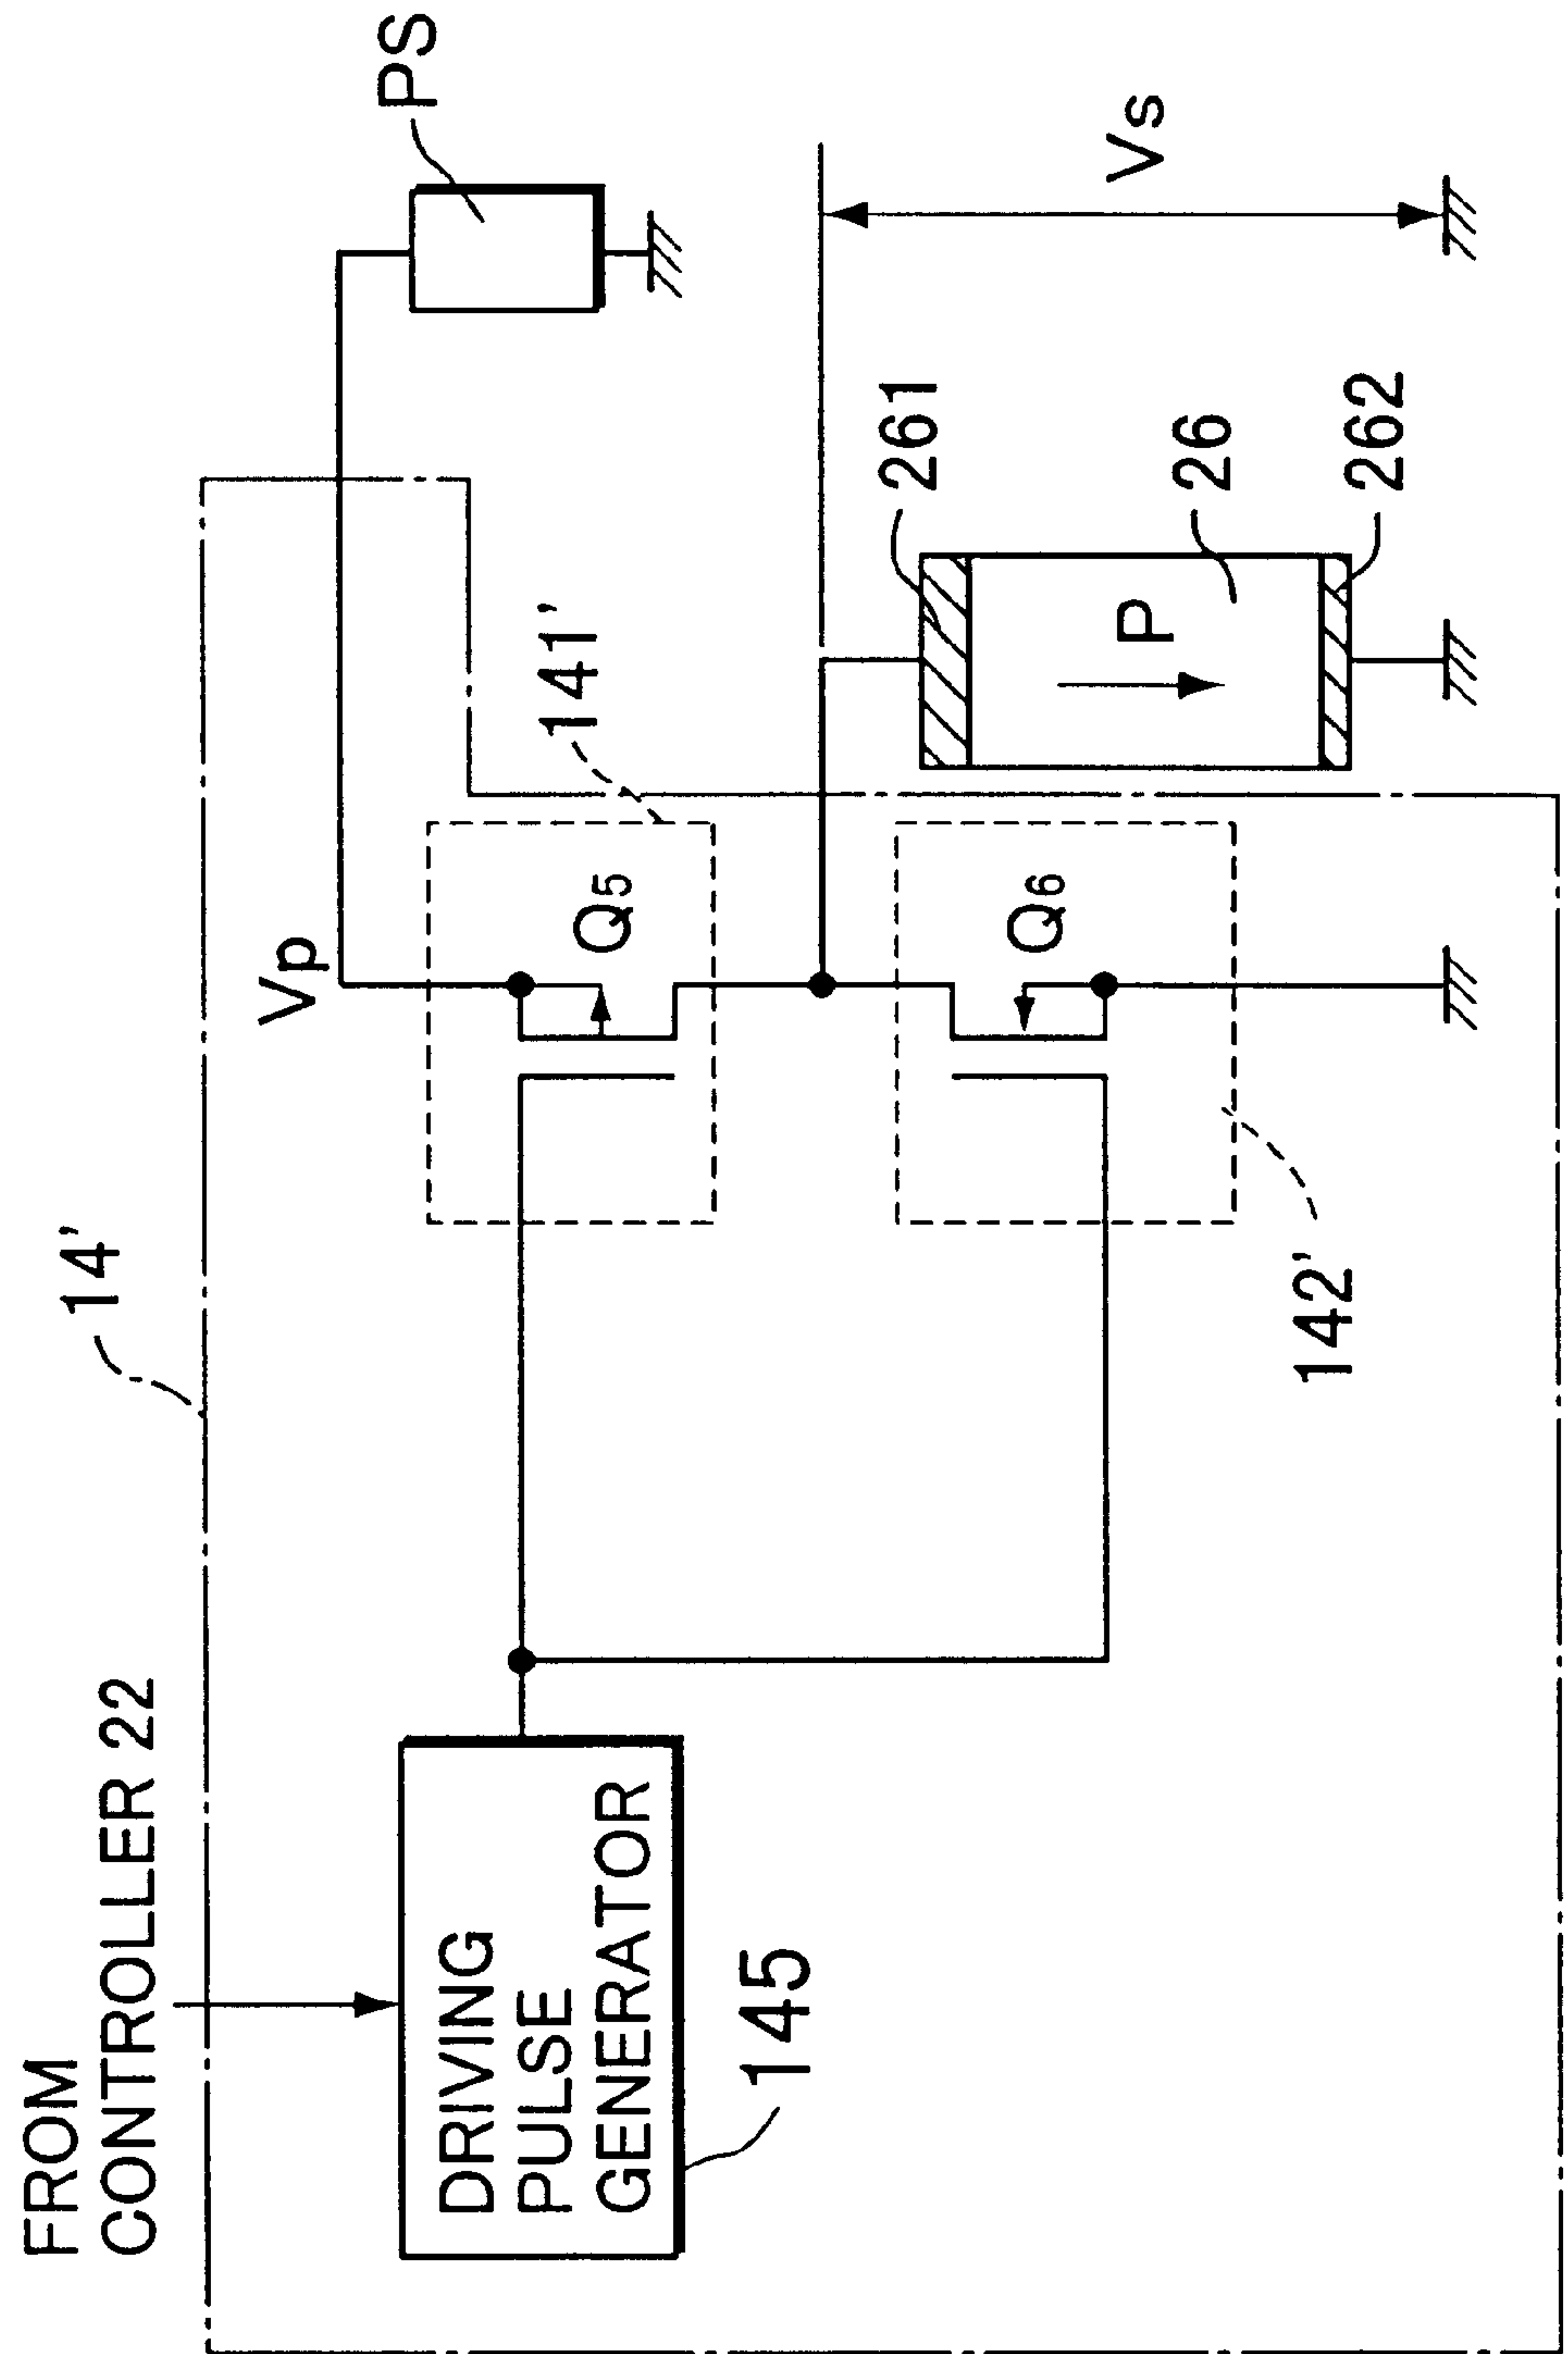 FROM
CONTROLLER 22
14'
Vp
PS
DRIVING
PULSE
GENERATOR
145
Q5
141'
Q6
142'
261
P
26
262
Vs